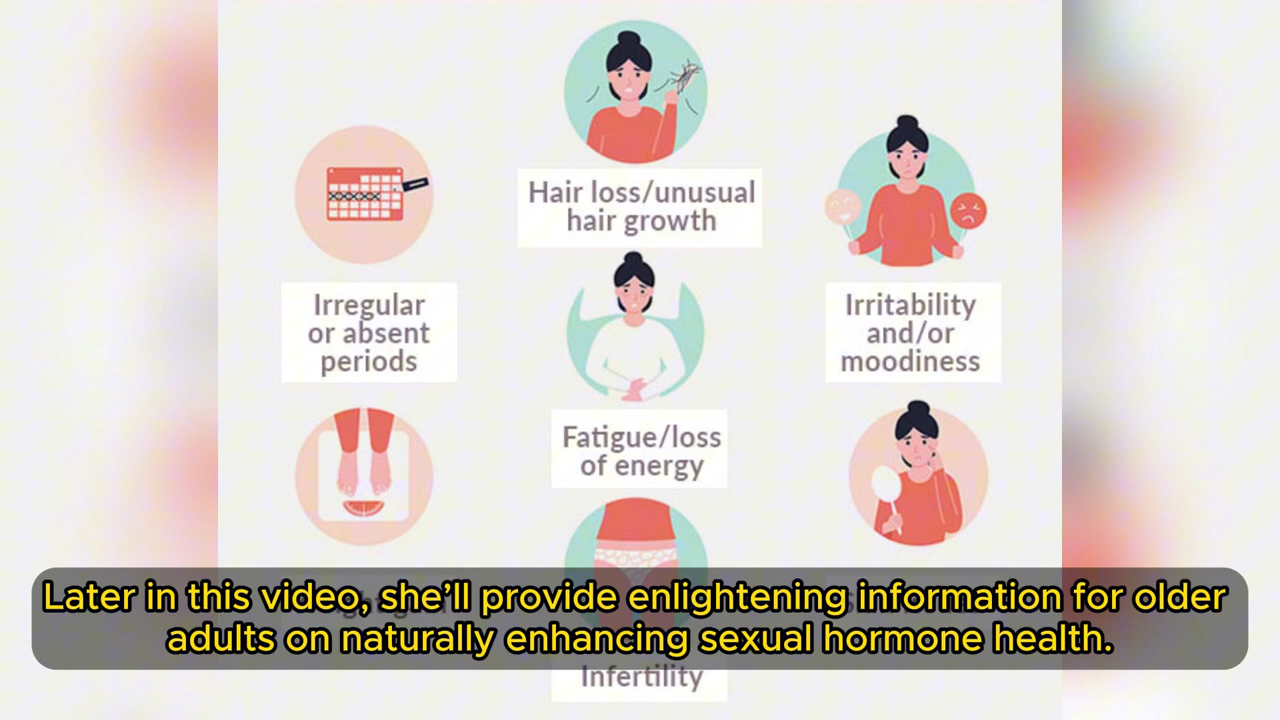 Hair loss/unusual
hair growth
Irregular
or absent
periods
Irritability
and/or
moodiness
Fatigue/loss
of energy
Later in this video, she’ll provide enlightening information for older
adults on naturally enhancing sexual hormone health.
Infertility